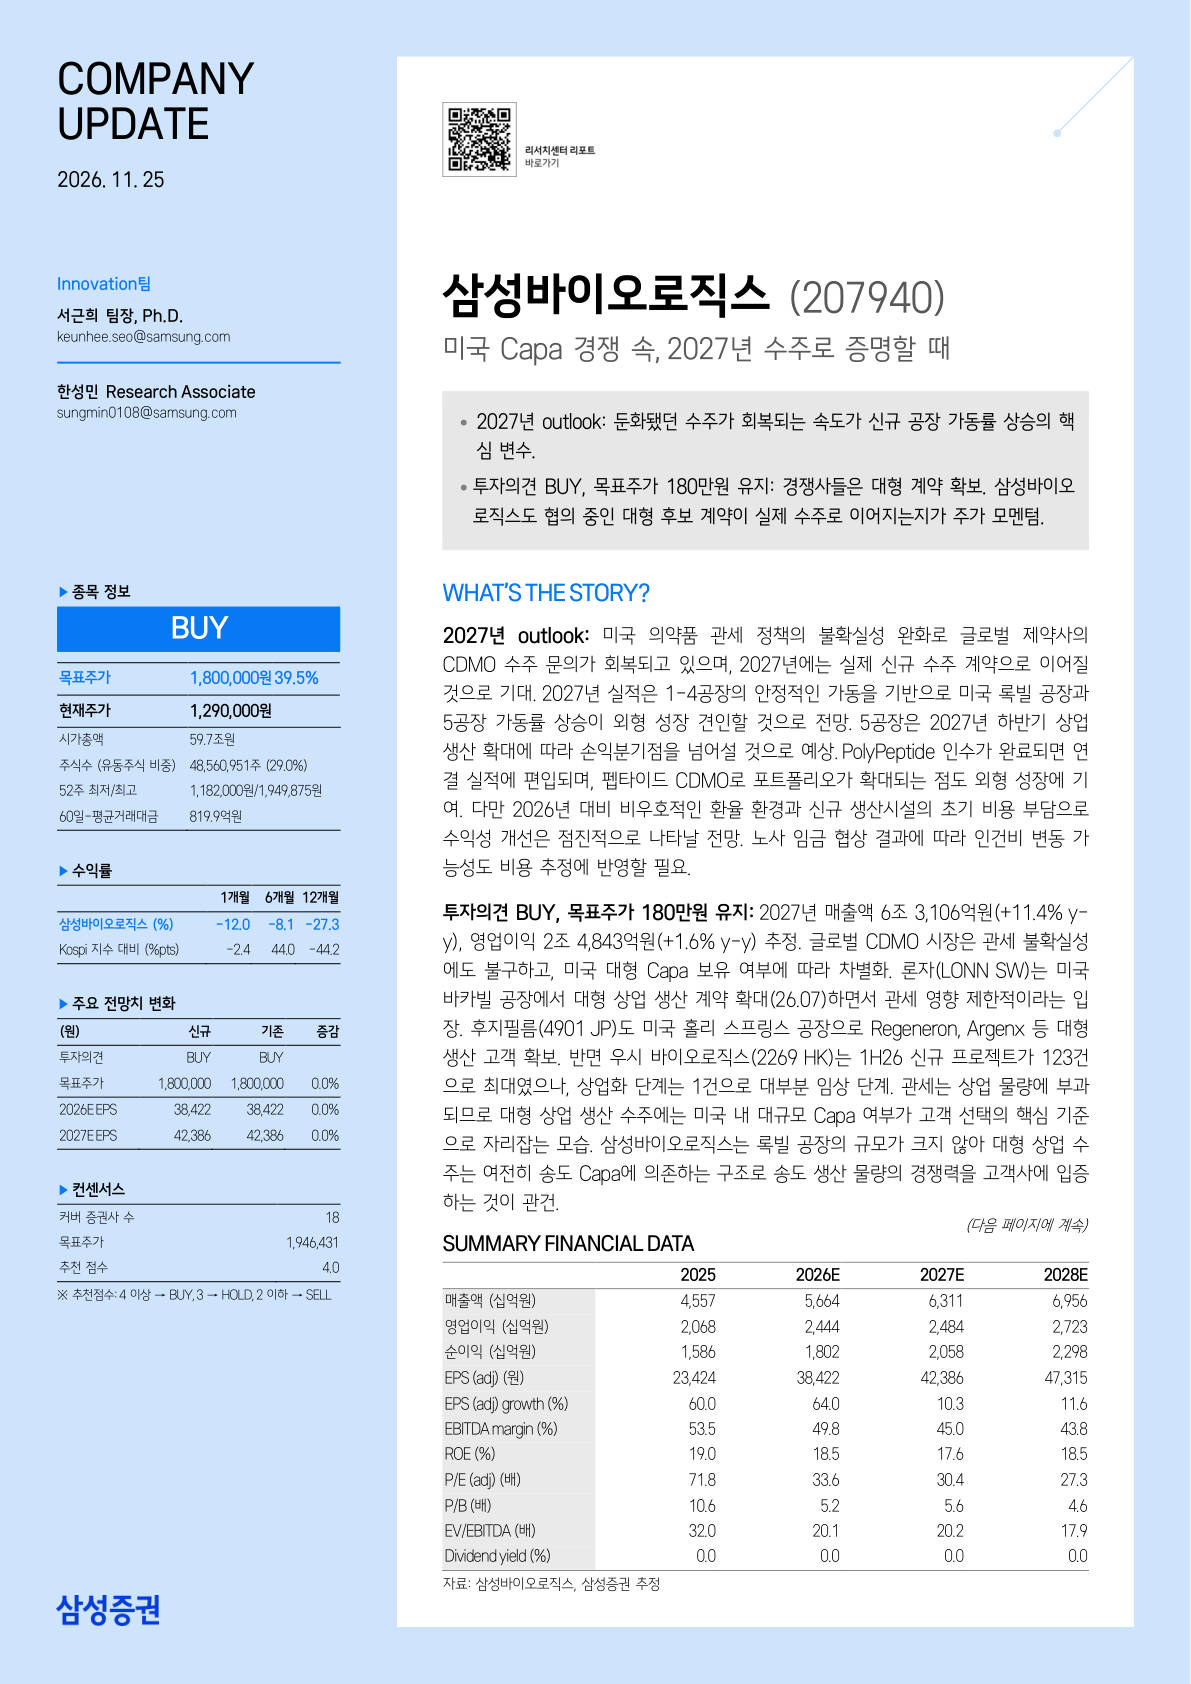 COMPANY
UPDATE
2026. 11. 25
Innovation팀
서근희 팀장, Ph.D.
keunhee.seo@samsung.com
한성민 Research Associate
sungmin0108@samsung.com
▶ 종목 정보
BUY
목표주가 1,800,000원 39.5%
현재주가 1,290,000원
시가총액 59.7조원
주식수 (유동주식 비중) 48,560,951주 (29.0%)
52주 최저/최고 1,182,000원/1,949,875원
60일-평균거래대금 819.9억원
▶ 수익률
1개월 6개월 12개월
삼성바이오로직스 (%) -12.0 -8.1 -27.3
Kospi 지수 대비 (%pts) -2.4 44.0 -44.2
▶ 주요 전망치 변화
(원) 신규 기존 증감
투자의견 BUY BUY
목표주가 1,800,000 1,800,000 0.0%
2026E EPS 38,422 38,422 0.0%
2027E EPS 42,386 42,386 0.0%
▶ 컨센서스
커버 증권사 수 18
목표주가 1,946,431
추천 점수 4.0
※ 추천점수: 4 이상 → BUY, 3 → HOLD, 2 이하 → SELL
삼성증권
리서치센터 리포트
바로가기
삼성바이오로직스 (207940)
미국 Capa 경쟁 속, 2027년 수주로 증명할 때
• 2027년 outlook: 둔화됐던 수주가 회복되는 속도가 신규 공장 가동률 상승의 핵
심 변수.
• 투자의견 BUY, 목표주가 180만원 유지: 경쟁사들은 대형 계약 확보. 삼성바이오
로직스도 협의 중인 대형 후보 계약이 실제 수주로 이어지는지가 주가 모멘텀.
WHAT'S THE STORY?
2027년 outlook: 미국 의약품 관세 정책의 불확실성 완화로 글로벌 제약사의
CDMO 수주 문의가 회복되고 있으며, 2027년에는 실제 신규 수주 계약으로 이어질
것으로 기대. 2027년 실적은 1-4공장의 안정적인 가동을 기반으로 미국 록빌 공장과
5공장 가동률 상승이 외형 성장 견인할 것으로 전망. 5공장은 2027년 하반기 상업
생산 확대에 따라 손익분기점을 넘어설 것으로 예상. PolyPeptide 인수가 완료되면 연
결 실적에 편입되며, 펩타이드 CDMO로 포트폴리오가 확대되는 점도 외형 성장에 기
여. 다만 2026년 대비 비우호적인 환율 환경과 신규 생산시설의 초기 비용 부담으로
수익성 개선은 점진적으로 나타날 전망. 노사 임금 협상 결과에 따라 인건비 변동 가
능성도 비용 추정에 반영할 필요.
투자의견 BUY, 목표주가 180만원 유지: 2027년 매출액 6조 3,106억원(+11.4% y-
y), 영업이익 2조 4,843억원(+1.6% y-y) 추정. 글로벌 CDMO 시장은 관세 불확실성
에도 불구하고, 미국 대형 Capa 보유 여부에 따라 차별화. 론자(LONN SW)는 미국
바카빌 공장에서 대형 상업 생산 계약 확대(26.07)하면서 관세 영향 제한적이라는 입
장. 후지필름(4901 JP)도 미국 홀리 스프링스 공장으로 Regeneron, Argenx 등 대형
생산 고객 확보. 반면 우시 바이오로직스(2269 HK)는 1H26 신규 프로젝트가 123건
으로 최대였으나, 상업화 단계는 1건으로 대부분 임상 단계. 관세는 상업 물량에 부과
되므로 대형 상업 생산 수주에는 미국 내 대규모 Capa 여부가 고객 선택의 핵심 기준
으로 자리잡는 모습. 삼성바이오로직스는 록빌 공장의 규모가 크지 않아 대형 상업 수
주는 여전히 송도 Capa에 의존하는 구조로 송도 생산 물량의 경쟁력을 고객사에 입증
하는 것이 관건.
(다음 페이지에 계속)
SUMMARY FINANCIAL DATA
2025 2026E 2027E 2028E
매출액 (십억원) 4,557 5,664 6,311 6,956
영업이익 (십억원) 2,068 2,444 2,484 2,723
순이익 (십억원) 1,586 1,802 2,058 2,298
EPS (adj) (원) 23,424 38,422 42,386 47,315
EPS (adj) growth (%) 60.0 64.0 10.3 11.6
EBITDA margin (%) 53.5 49.8 45.0 43.8
ROE (%) 19.0 18.5 17.6 18.5
P/E (adj) (배) 71.8 33.6 30.4 27.3
P/B (배) 10.6 5.2 5.6 4.6
EV/EBITDA (배) 32.0 20.1 20.2 17.9
Dividend yield (%) 0.0 0.0 0.0 0.0
자료: 삼성바이오로직스, 삼성증권 추정